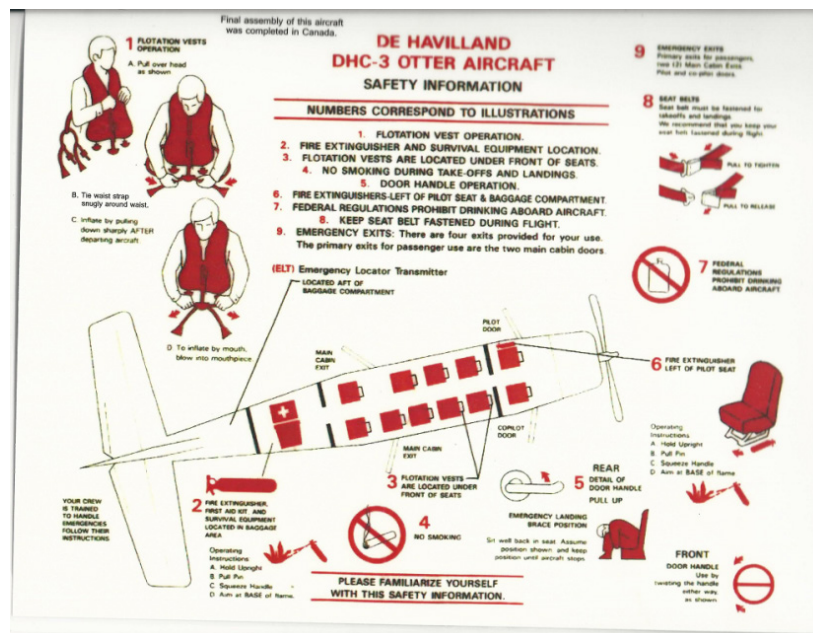 Final assembly of this aircraft
was completed in Canada.
DE HAVILLAND
DHC-3 OTTER AIRCRAFT
SAFETY INFORMATION
NUMBERS CORRESPOND TO ILLUSTRATIONS
1. FLOTATION VEST OPERATION.
2. FIRE EXTINGUISHER AND SURVIVAL EQUIPMENT LOCATION.
3. FLOTATION VESTS ARE LOCATED UNDER FRONT OF SEATS.
4. NO SMOKING DURING TAKE-OFFS AND LANDINGS.
5. DOOR HANDLE OPERATION.
6. FIRE EXTINGUISHERS-LEFT OF PILOT SEAT & BAGGAGE COMPARTMENT.
7. FEDERAL REGULATIONS PROHIBIT DRINKING ABOARD AIRCRAFT.
8. KEEP SEAT BELT FASTENED DURING FLIGHT.
9. EMERGENCY EXITS: There are four exits provided for your use.
The primary exits for passenger use are the two main cabin doors.
1 FLOTATION VESTS
OPERATION
A. Pull over head
as shown
B. Tie waist strap
snugly around waist.
C. Inflate by pulling
down sharply AFTER
departing aircraft.
D. To inflate by mouth,
blow into mouthpiece.
9 EMERGENCY EXITS
Primary exits for passengers,
two (2) Main Cabin Exits
Pilot and co-pilot doors.
8 SEAT BELTS
Seat belt must be fastened for
takeoffs and landings
We recommend that you keep your
seat belt fastened during flight.
PULL TO TIGHTEN
PULL TO RELEASE
7 FEDERAL
REGULATIONS
PROHIBIT DRINKING
ABOARD AIRCRAFT
(ELT) Emergency Locator Transmitter
LOCATED AFT OF
BAGGAGE COMPARTMENT
PILOT
DOOR
MAIN
CABIN
EXIT
6 FIRE EXTINGUISHER
LEFT OF PILOT SEAT
Operating
Instructions
A Hold Upright
B. Pull Pin
C Squeeze Handle
D Aim at BASE of flame
COPILOT
DOOR
MAIN CABIN
EXIT
3 FLOTATION VESTS
ARE LOCATED UNDER
FRONT OF SEATS
REAR
5 DETAIL OF
DOOR HANDLE
PULL UP
YOUR CREW
IS TRAINED
TO HANDLE
EMERGENCIES
FOLLOW THEIR
INSTRUCTIONS
2 FIRE EXTINGUISHER,
FIRST AID KIT AND
SURVIVAL EQUIPMENT
LOCATED IN BAGGAGE
AREA
Operating
Instructions
A. Hold Upright
B. Pull Pin
C Squeeze Handle
D. Aim at BASE of flame.
4
NO SMOKING
EMERGENCY LANDING
BRACE POSITION
Sit well back in seat. Assume
position shown and keep
position until aircraft stops.
FRONT
DOOR HANDLE
Use by
twisting the handle
either way,
as shown
PLEASE FAMILIARIZE YOURSELF
WITH THIS SAFETY INFORMATION.